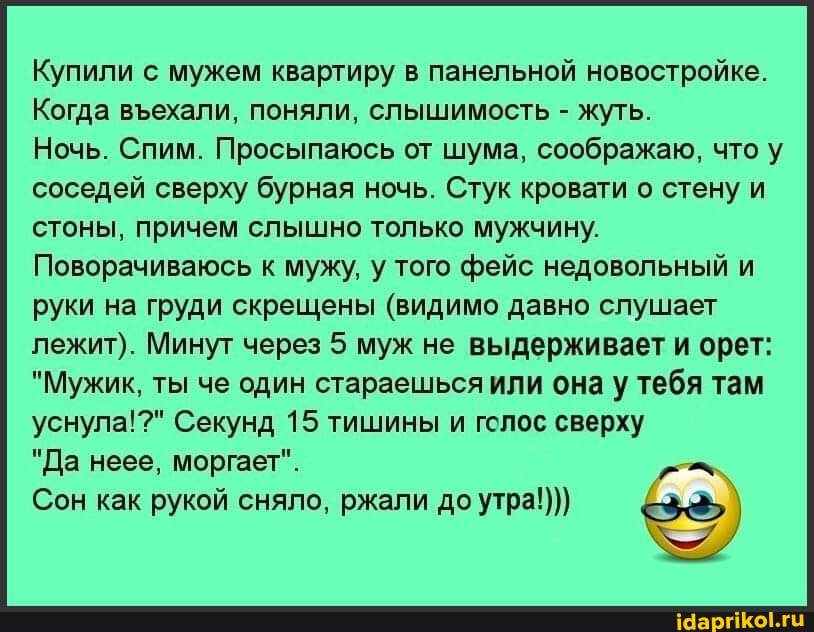 Купили с мужем квартиру в панельной новостройке.
Когда въехали, поняли, слышимость - жуть.
Ночь. Спим. Просыпаюсь от шума, соображаю, что у
соседей сверху бурная ночь. Стук кровати о стену и
стоны, причем слышно только мужчину.
Поворачиваюсь к мужу, у того фейс недовольный и
руки на груди скрещены (видимо давно слушает
лежит). Минут через 5 муж не выдерживает и орет:
"Мужик, ты че один стараешься или она у тебя там
уснула!?" Секунд 15 тишины и голос сверху
"Да неее, моргает".
Сон как рукой сняло, ржали до утра!)))
idaprikol.ru